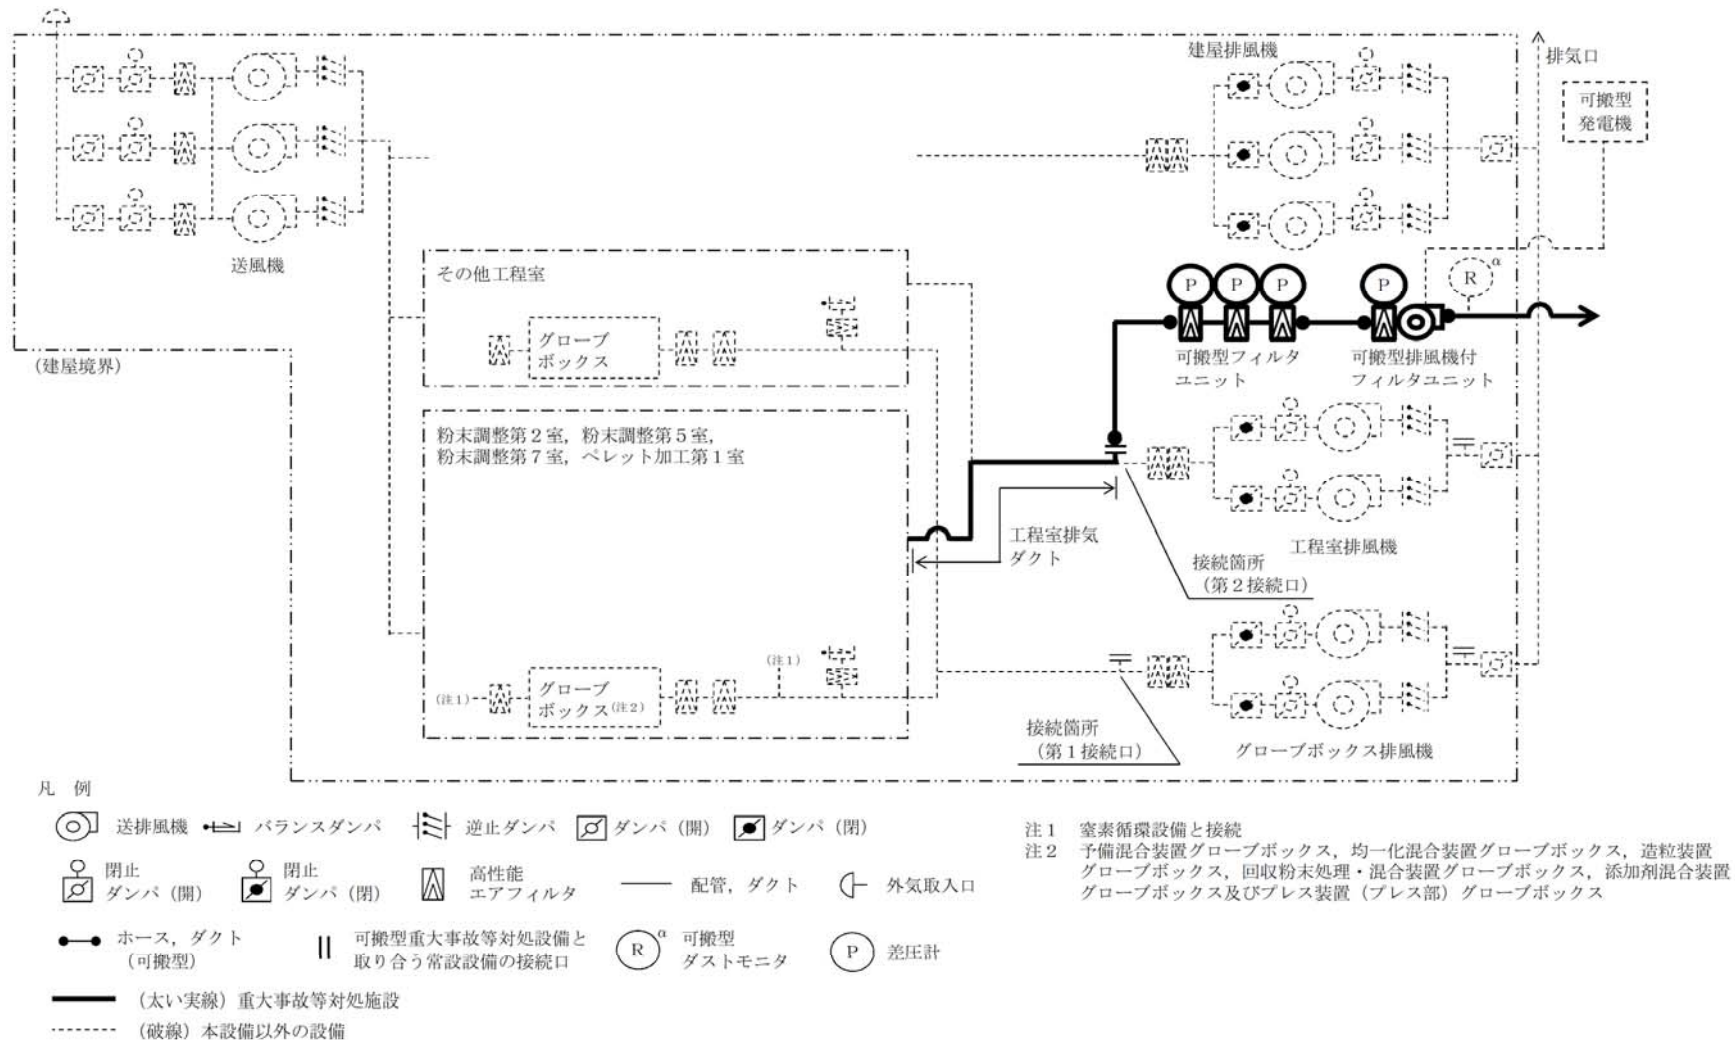 建屋排風機
排気口
可搬型
発電機
送風機
その他工程室
グローブ
ボックス
(建屋境界)
P
P
P
P
R
α
可搬型フィルタ
ユニット
可搬型排風機付
フィルタユニット
粉末調整第2室，粉末調整第5室，
粉末調整第7室，ペレット加工第1室
工程室排気
ダクト
工程室排風機
接続箇所
（第2接続口）
(注1)
(注1)
グローブ
ボックス(注2)
接続箇所
（第1接続口）
グローブボックス排風機
凡 例
送排風機
バランスダンパ
逆止ダンパ
ダンパ（開）
ダンパ（閉）
閉止
ダンパ（開）
閉止
ダンパ（閉）
高性能
エアフィルタ
配管，ダクト
外気取入口
ホース，ダクト
（可搬型）
可搬型重大事故等対処設備と
取り合う常設設備の接続口
R
α
可搬型
ダストモニタ
P
差圧計
（太い実線）重大事故等対処施設
（破線）本設備以外の設備
注1 窒素循環設備と接続
注2 予備混合装置グローブボックス，均一化混合装置グローブボックス，造粒装置
グローブボックス，回収粉末処理・混合装置グローブボックス，添加剤混合装置
グローブボックス及びプレス装置（プレス部）グローブボックス